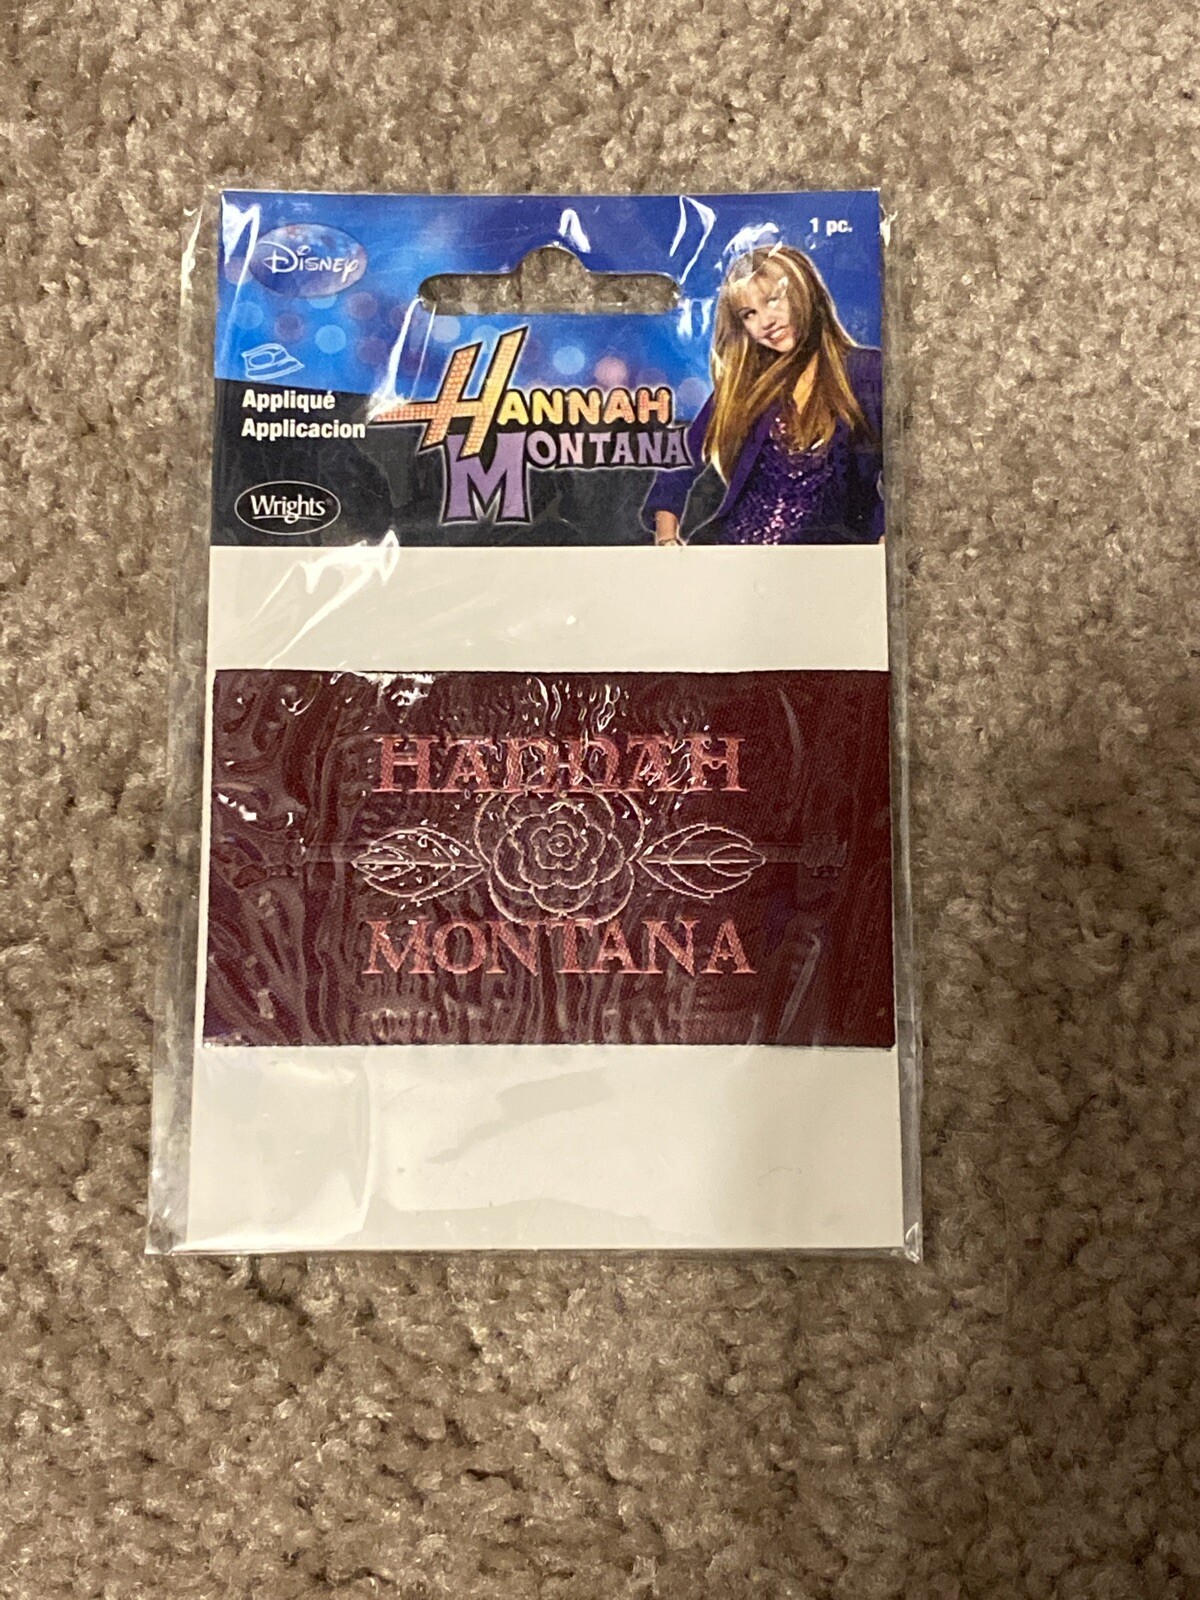 1 pc.
Disney
Appliqué
Applicacion
HANNAH
MONTANA
Wrights®
HANNAH
MONTANA